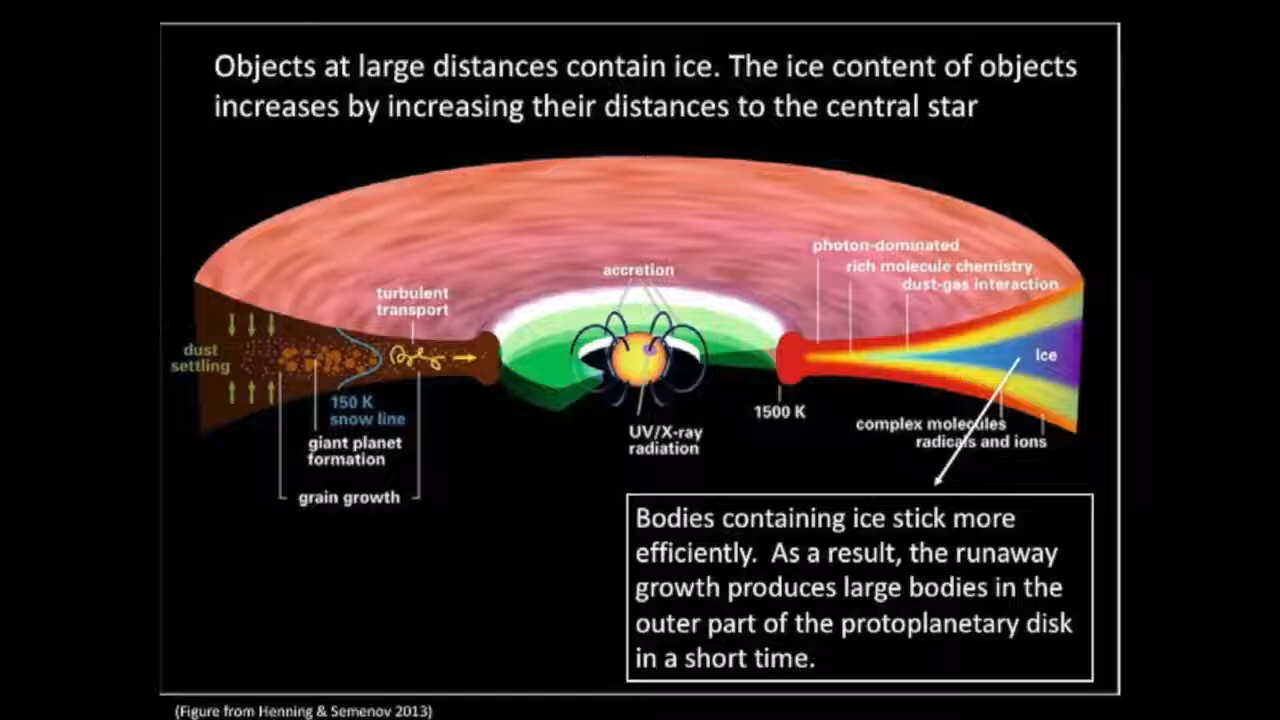 Objects at large distances contain ice. The ice content of objects
increases by increasing their distances to the central star
photon-dominated
rich molecule chemistry
dust-gas interaction
accretion
turbulent
transport
dust
settling
Ice
150 K
snow line
1500 K
giant planet
formation
UV/X-ray
radiation
complex molecules
radicals and ions
grain growth
Bodies containing ice stick more
efficiently. As a result, the runaway
growth produces large bodies in the
outer part of the protoplanetary disk
in a short time.
(Figure from Henning & Semenov 2013)